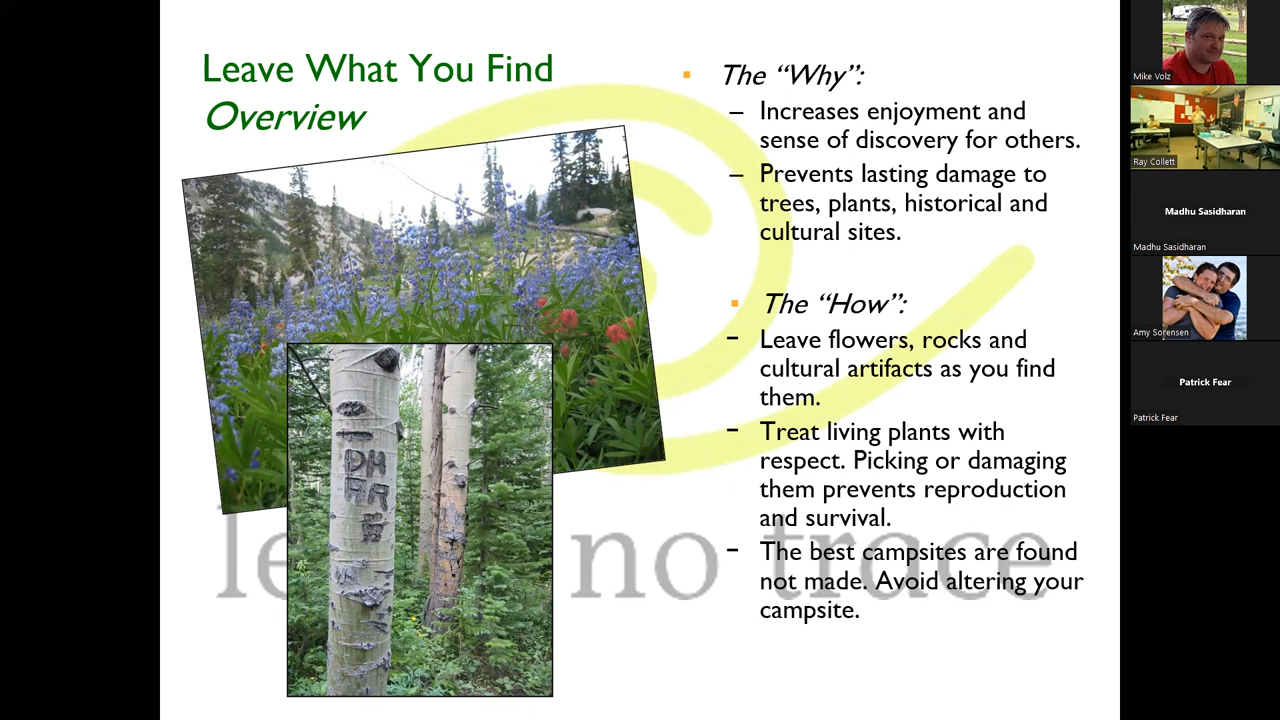 Leave What You Find
Overview
The “Why”:
– Increases enjoyment and
sense of discovery for others.
– Prevents lasting damage to
trees, plants, historical and
cultural sites.
The “How”:
- Leave flowers, rocks and
cultural artifacts as you find
them.
- Treat living plants with
respect. Picking or damaging
them prevents reproduction
and survival.
- The best campsites are found
not made. Avoid altering your
campsite.
le no trace
Mike Volz
Ray Collett
Madhu Sasidharan
Madhu Sasidharan
Amy Sorensen
Patrick Fear
Patrick Fear